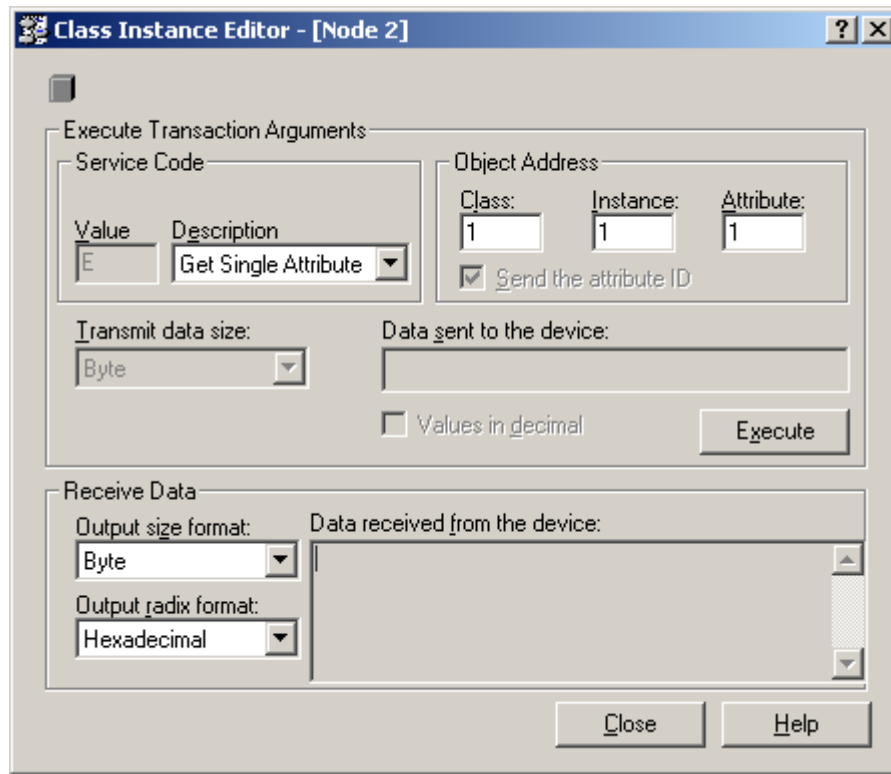 Class Instance Editor - [Node 2]
Execute Transaction Arguments
Service Code
Value
Description
E
Get Single Attribute
Object Address
Class:
Instance:
Attribute:
1
1
1
Send the attribute ID
Transmit data size:
Byte
Data sent to the device:
Values in decimal
Execute
Receive Data
Output size format:
Byte
Output radix format:
Hexadecimal
Data received from the device:
Close
Help